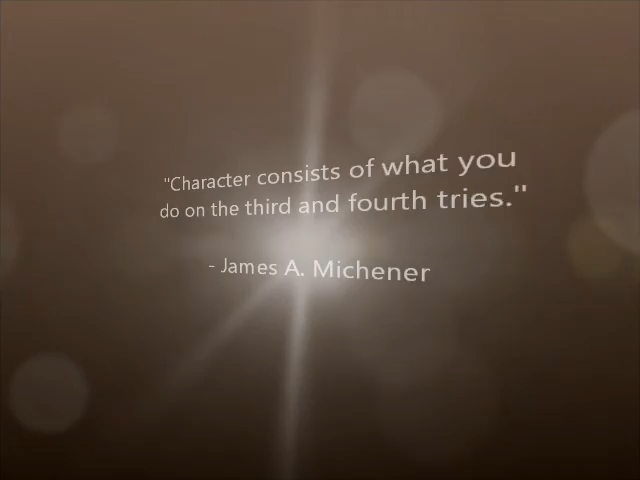 "Character consists of what you
do on the third and fourth tries."
- James A. Michener